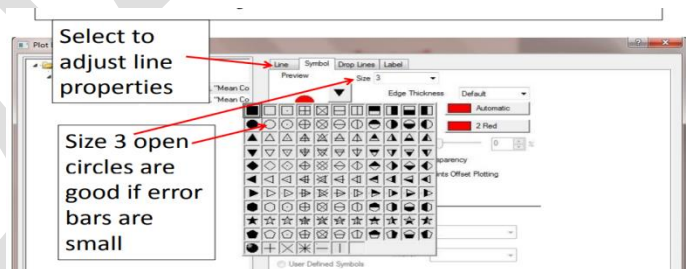 Select to
adjust line
properties
Plot
Line Symbol Drop Lines Label
Preview
Size 3
"Mean Co
"Mean Co
Edge Thickness Default
Automatic
2 Red
0 %
Size 3 open
circles are
good if error
bars are
small
Offset Plotting
User Defined Symbols